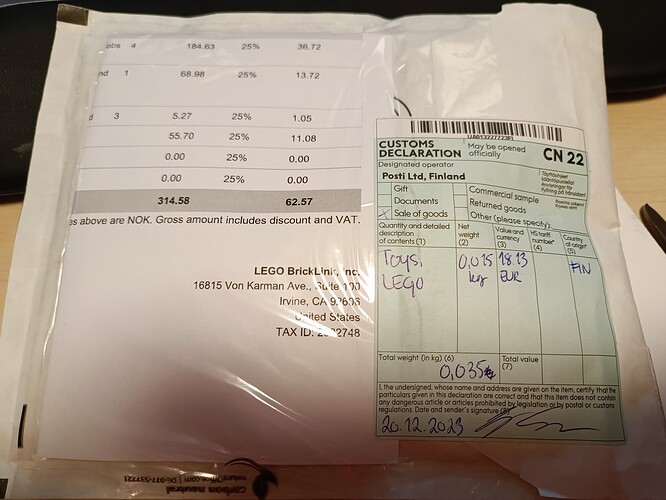 obs 4 184.63 25% 36.72
nd 1 68.98 25% 13.72
d 3 5.27 25% 1.05
55.70 25% 11.08
0.00 25% 0.00
0.00 25% 0.00
314.58 62.57
es above are NOK. Gross amount includes discount and VAT.
LEGO BrickLink, Inc.
16815 Von Karman Ave., Suite 100
Irvine, CA 92606
United States
TAX ID:
CUSTOMS DECLARATION
May be opened officially
CN 22
Designated operator
Posti Ltd, Finland
Gift
Commercial sample
Documents
Returned goods
x Sale of goods
Other (please specify):
Quantity and detailed description of contents (1)
Net weight (2)
Value and currency (3)
HS tariff number* (4)
Country of origin* (5)
Toys, 0,035 18.13 FIN
LEGO kg EUR
Total weight (in kg) (6)
Total value (7)
0,035
I, the undersigned, whose name and address are given on the item, certify that the
particulars given in this declaration are correct and that this item does not contain
any dangerous article or articles prohibited by legislation or by postal or customs
regulations. Date and sender's signature (8)
20.12.2023
carbon neutral